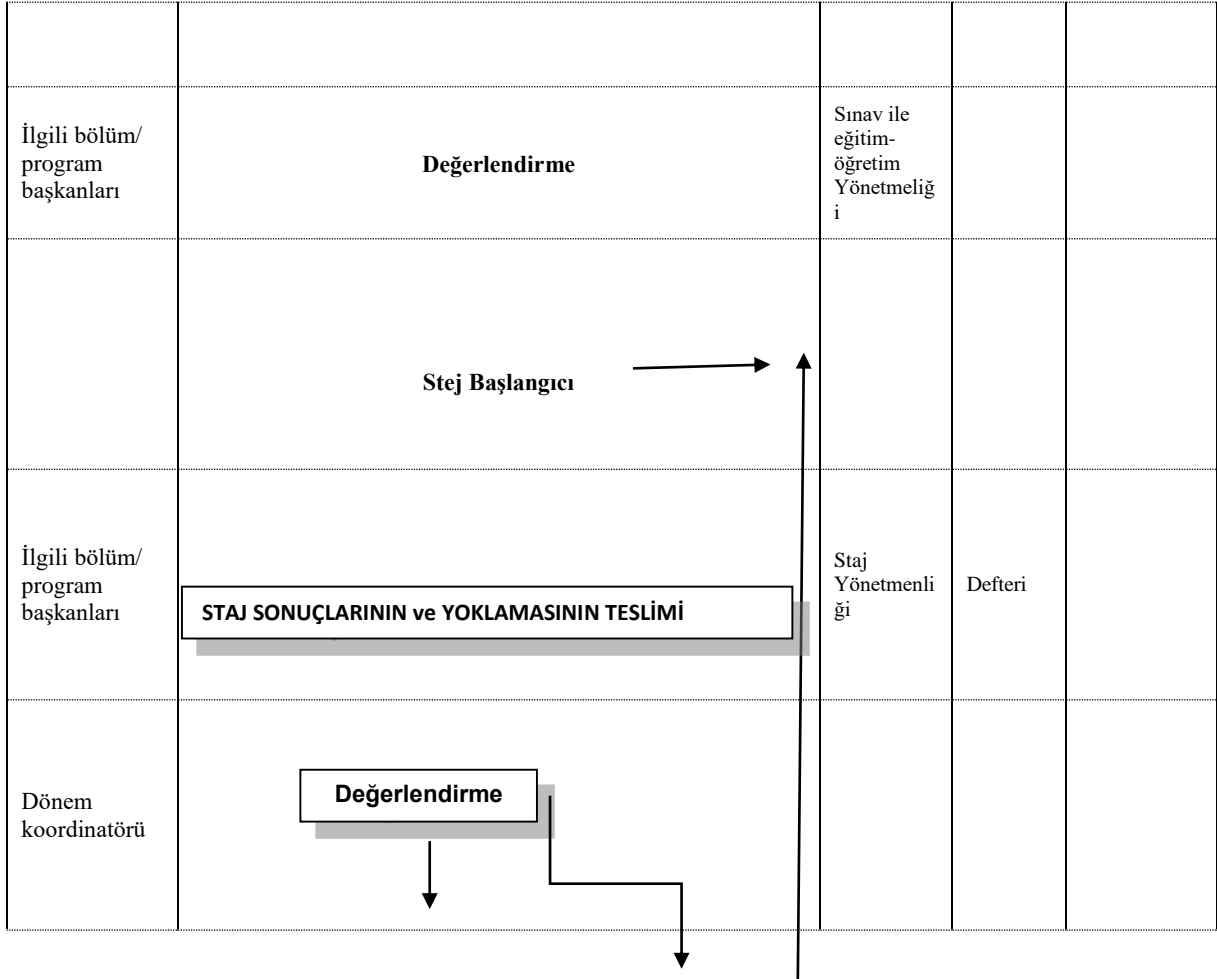 İlgili bölüm/
program
başkanları
Değerlendirme
Sınav ile
eğitim-
öğretim
Yönetmeliğ
i
Stej Başlangıcı
İlgili bölüm/
program
başkanları
STAJ SONUÇLARININ ve YOKLAMASININ TESLİMİ
Staj
Yönetmenli
ği
Defteri
Dönem
koordinatörü
Değerlendirme